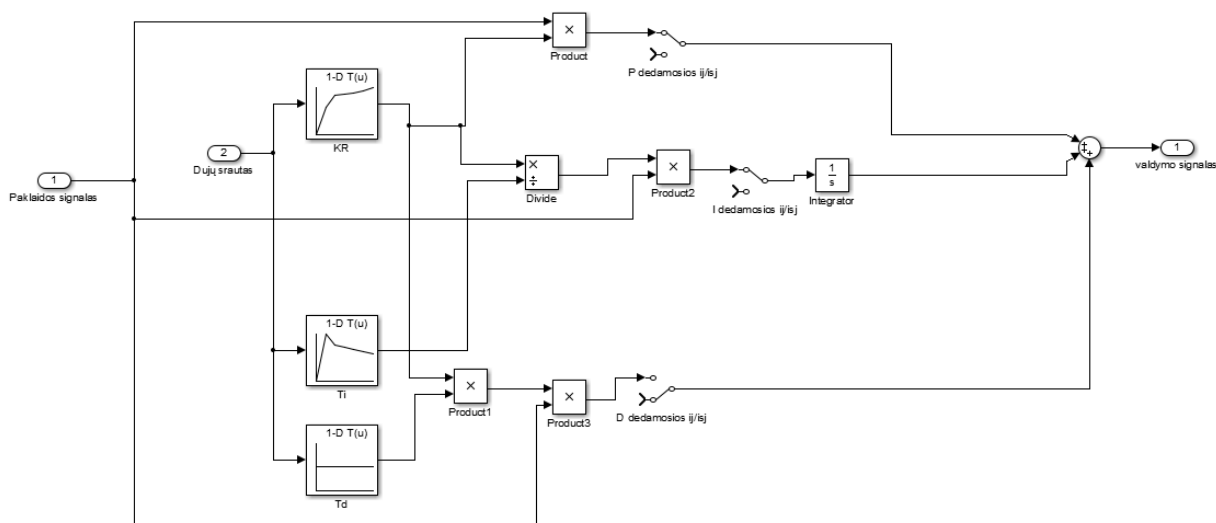 ×
Product
P dedamosios ij/isj
1-D T(u)
KR
2
Dujų srautas
1
Paklaidos signalas
×
÷
Divide
×
Product2
I dedamosios ij/isj
1
s
Integrator
+
+
+
1
valdymo signalas
1-D T(u)
Ti
×
Product1
×
Product3
D dedamosios ij/isj
1-D T(u)
Td